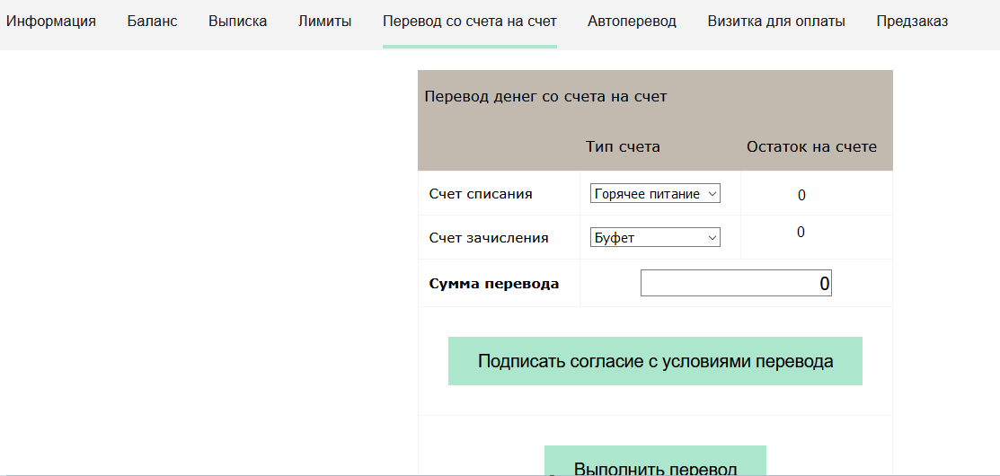 Информация Баланс Выписка Лимиты Перевод со счета на счет Автоперевод Визитка для оплаты Предзаказ
Перевод денег со счета на счет
Тип счета Остаток на счете
Счет списания Горячее питание 0
Счет зачисления Буфет 0
Сумма перевода 0
Подписать согласие с условиями перевода
Выполнить перевод